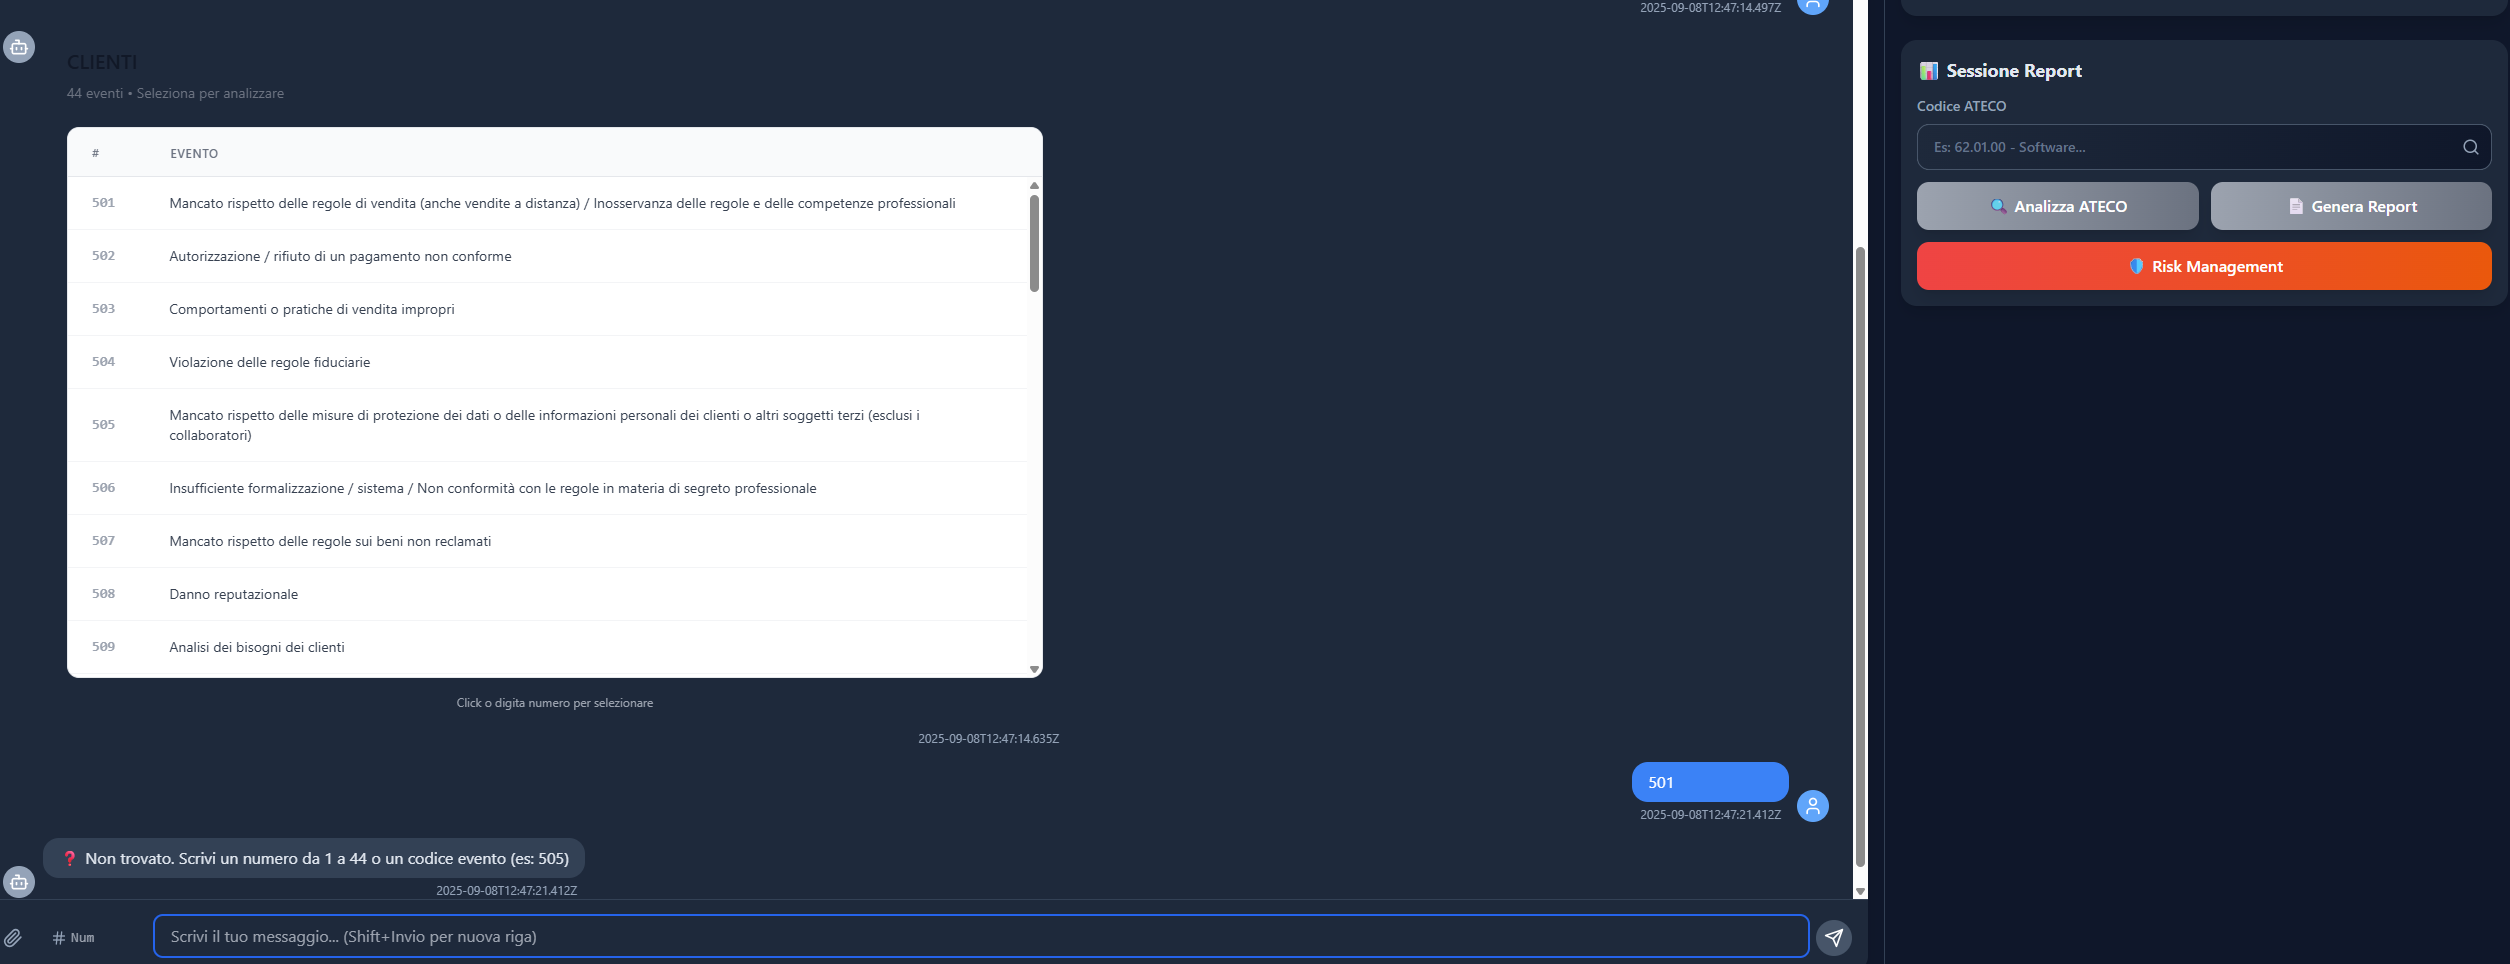 2025-09-08T12:47:14.497Z
CLIENTI
44 eventi • Seleziona per analizzare
# EVENTO
501 Mancato rispetto delle regole di vendita (anche vendite a distanza) / Inosservanza delle regole e delle competenze professionali
502 Autorizzazione / rifiuto di un pagamento non conforme
503 Comportamenti o pratiche di vendita impropri
504 Violazione delle regole fiduciarie
505 Mancato rispetto delle misure di protezione dei dati o delle informazioni personali dei clienti o altri soggetti terzi (esclusi i
collaboratori)
506 Insufficiente formalizzazione / sistema / Non conformità con le regole in materia di segreto professionale
507 Mancato rispetto delle regole sui beni non reclamati
508 Danno reputazionale
509 Analisi dei bisogni dei clienti
Click o digita numero per selezionare
2025-09-08T12:47:14.635Z
501
2025-09-08T12:47:21.412Z
❓ Non trovato. Scrivi un numero da 1 a 44 o un codice evento (es: 505)
2025-09-08T12:47:21.412Z
# Num
Scrivi il tuo messaggio... (Shift+Invio per nuova riga)
📊 Sessione Report
Codice ATECO
Es: 62.01.00 - Software...
🔍 Analizza ATECO
📄 Genera Report
🛡️ Risk Management